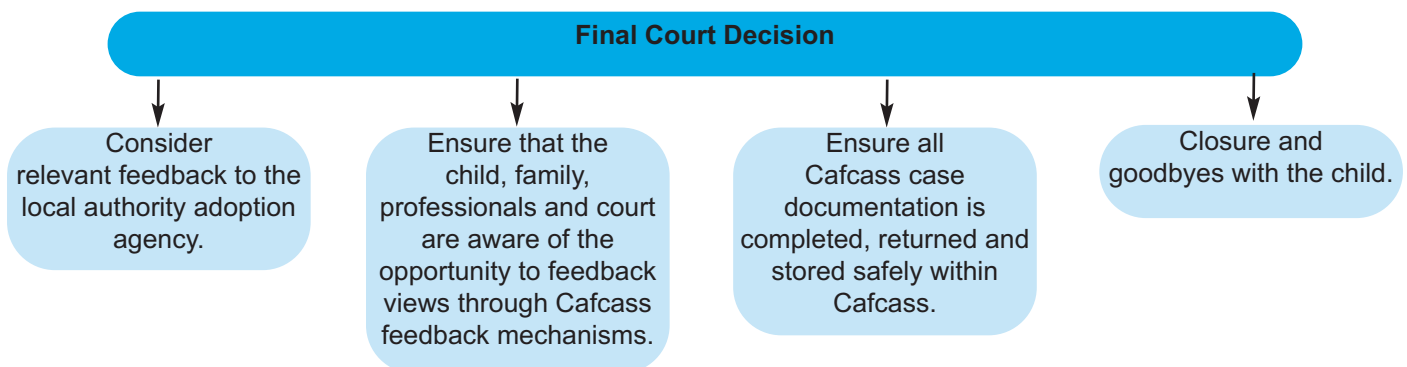 Final Court Decision
Consider
relevant feedback to the
local authority adoption
agency.
Ensure that the
child, family,
professionals and court
are aware of the
opportunity to feedback
views through Cafcass
feedback mechanisms.
Ensure all
Cafcass case
documentation is
completed, returned and
stored safely within
Cafcass.
Closure and
goodbyes with the child.